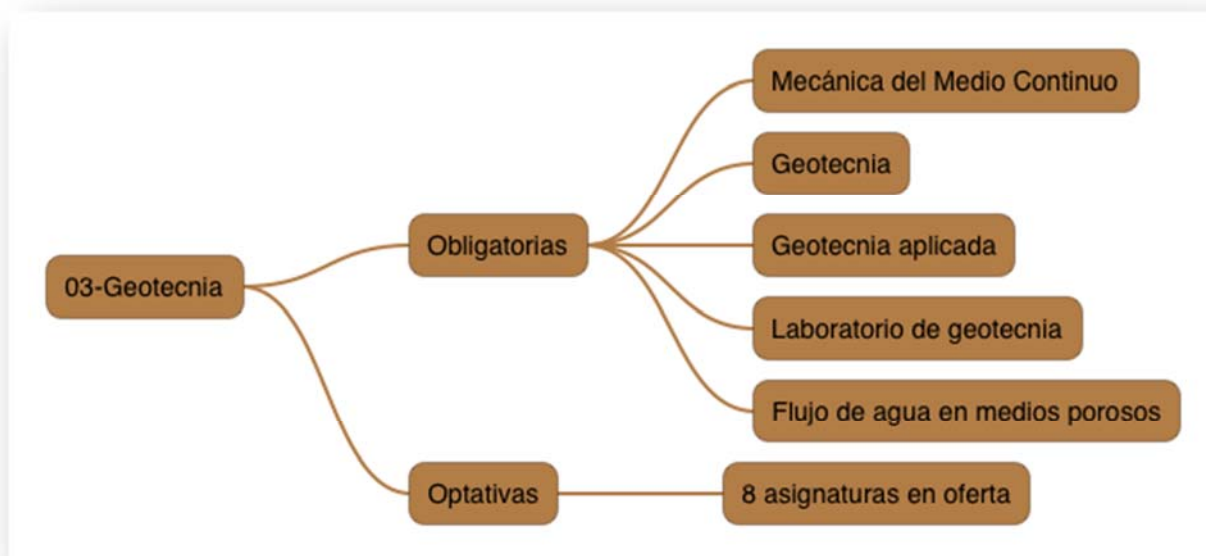 03-Geotecnia
Obligatorias
Mecánica del Medio Continuo
Geotecnia
Geotecnia aplicada
Laboratorio de geotecnia
Flujo de agua en medios porosos
Optativas
8 asignaturas en oferta